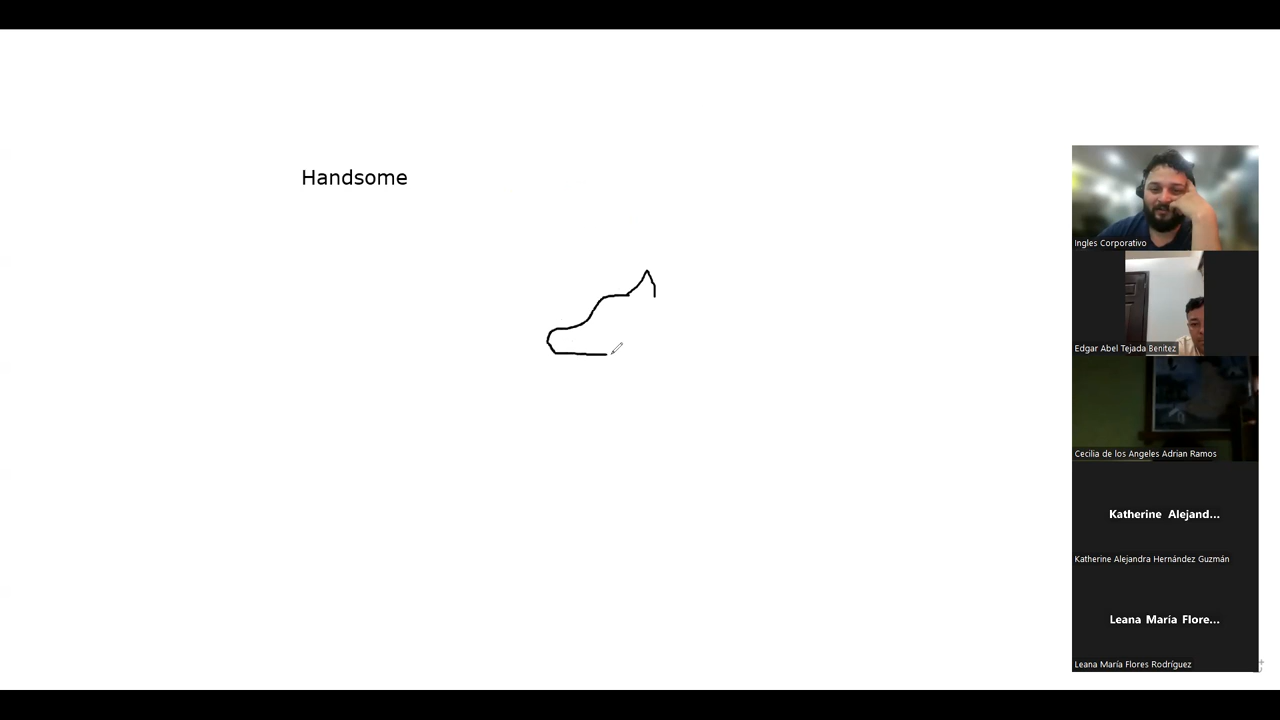 Handsome
Ingles Corporativo
Edgar Abel Tejada Benitez
Cecilia de los Angeles Adrian Ramos
Katherine Alejand...
Katherine Alejandra Hernández Guzmán
Leana María Flore...
Leana María Flores Rodríguez